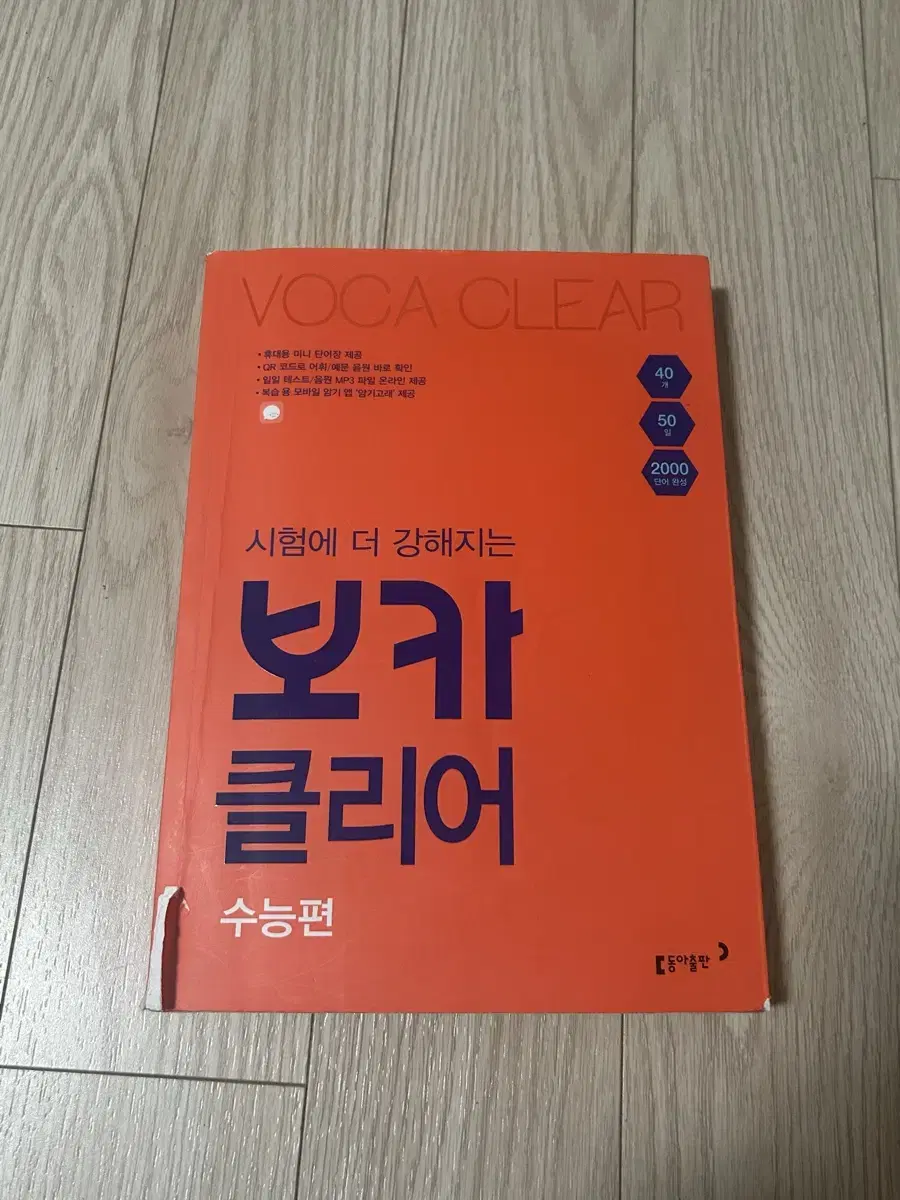 VOCA CLEAR
• 휴대용 미니 단어장 제공
• QR 코드로 어휘/예문 음원 바로 확인
• 일일 테스트/음원 MP3 파일 온라인 제공
• 복습용 모바일 암기 앱 '암기고래' 제공
40
개
50
일
2000
단어 완성
시험에 더 강해지는
보카
클리어
수능편
동아출판